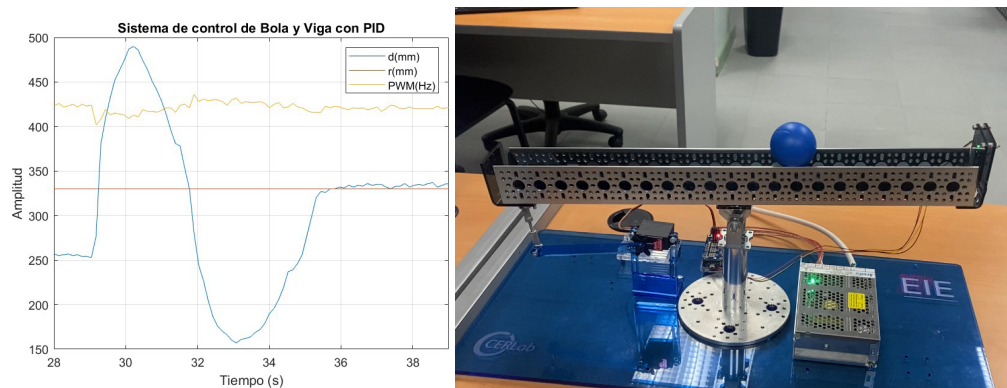 Sistema de control de Bola y Viga con PID
500
450
400
350
300
250
200
150
Amplitud
28
30
32
34
36
38
Tiempo (s)
d(mm)
r(mm)
PWM(Hz)
EIE
CERLab